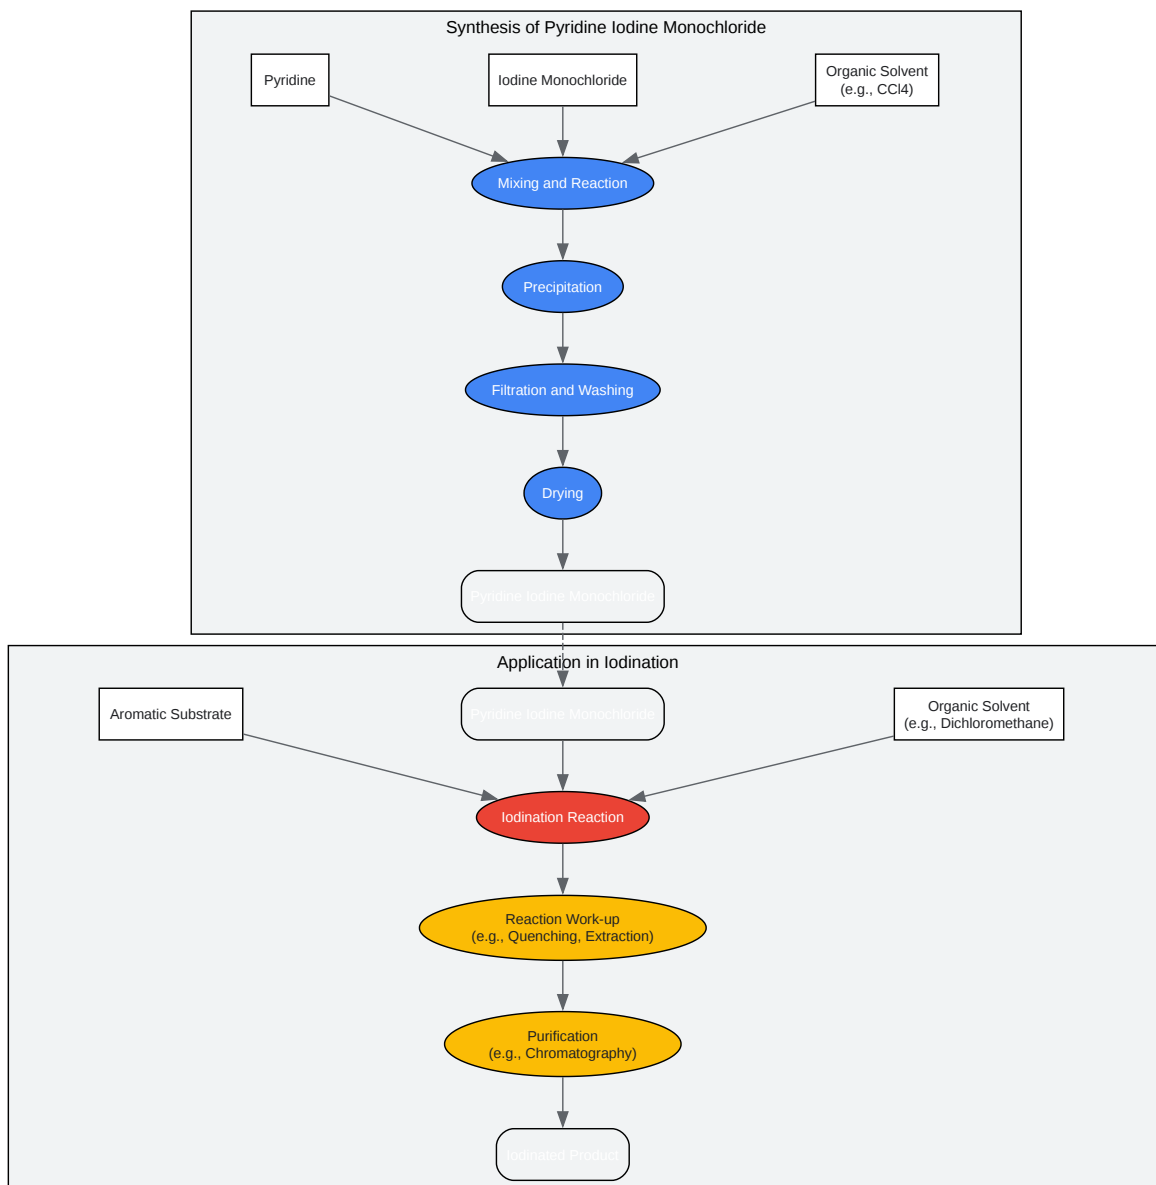 Synthesis of Pyridine Iodine Monochloride
Pyridine
Iodine Monochloride
Organic Solvent
(e.g., CCl4)
Mixing and Reaction
Precipitation
Filtration and Washing
Drying
Pyridine Iodine Monochloride
Application in Iodination
Aromatic Substrate
Pyridine Iodine Monochloride
Organic Solvent
(e.g., Dichloromethane)
Iodination Reaction
Reaction Work-up
(e.g., Quenching, Extraction)
Purification
(e.g., Chromatography)
Iodinated Product